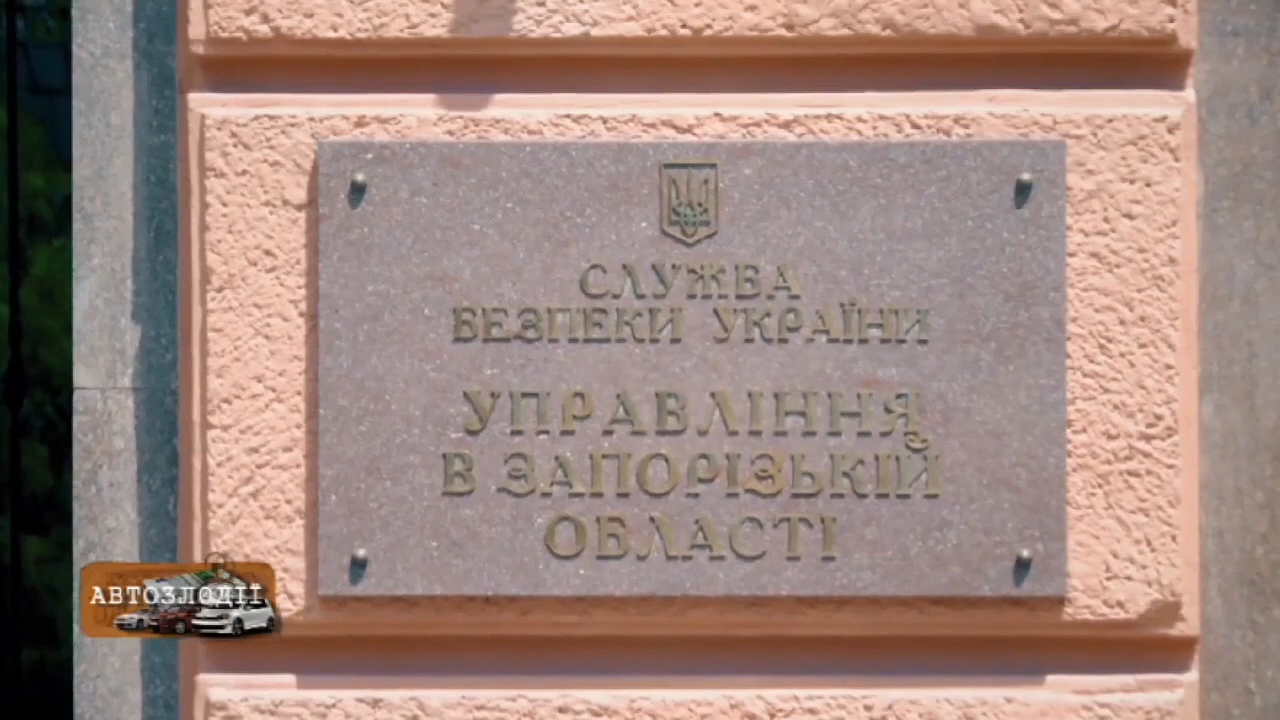 СЛУЖБА
БЕЗПЕКИ УКРАЇНИ
УПРАВЛІННЯ
В ЗАПОРІЗЬКІЙ
ОБЛАСТІ
АВТОЗЛОДІЇ